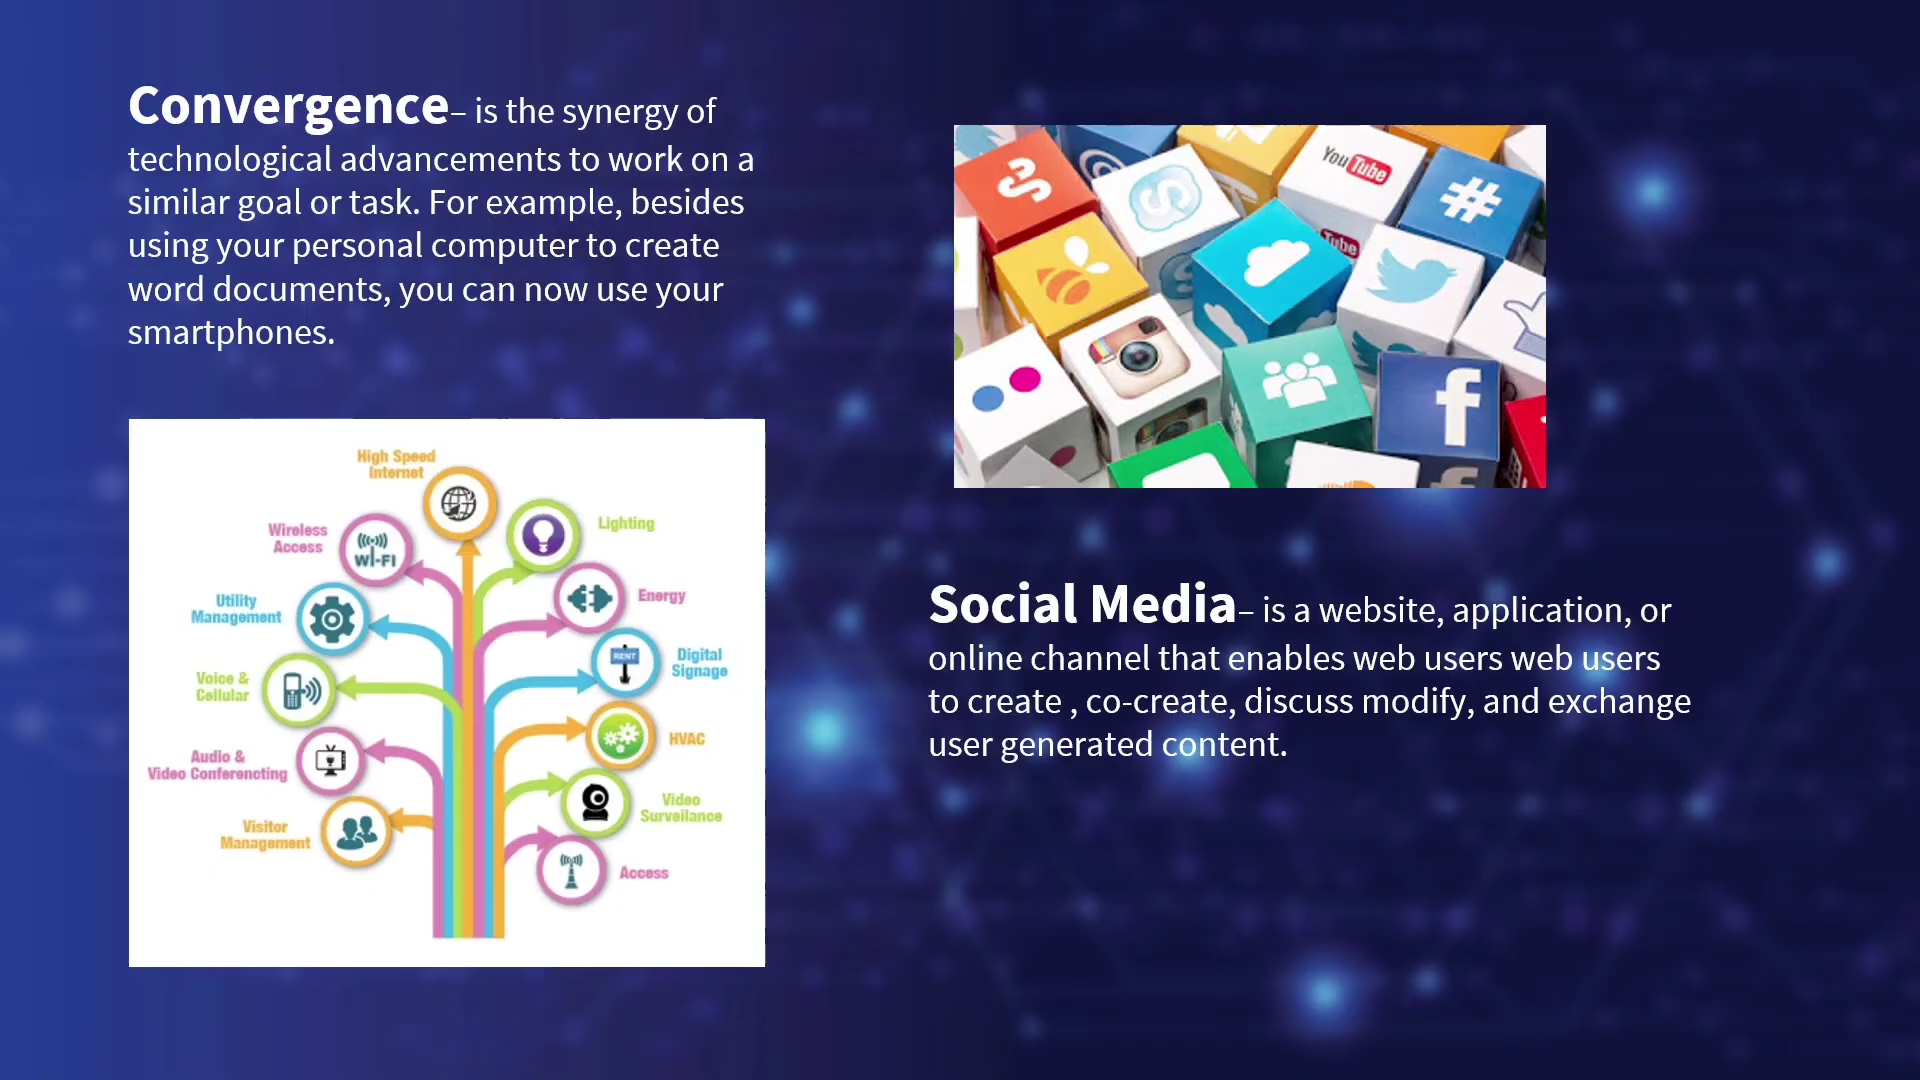 Convergence– is the synergy of
technological advancements to work on a
similar goal or task. For example, besides
using your personal computer to create
word documents, you can now use your
smartphones.
High Speed
Internet
Wireless
Access
WI-FI
Lighting
Utility
Management
Energy
Voice &
Cellular
RENT
Digital
Signage
Audio &
Video Conferencting
HVAC
Visitor
Management
Video
Surveilance
Access
You Tube
#
Tube
f
f
Social Media– is a website, application, or
online channel that enables web users web users
to create , co-create, discuss modify, and exchange
user generated content.